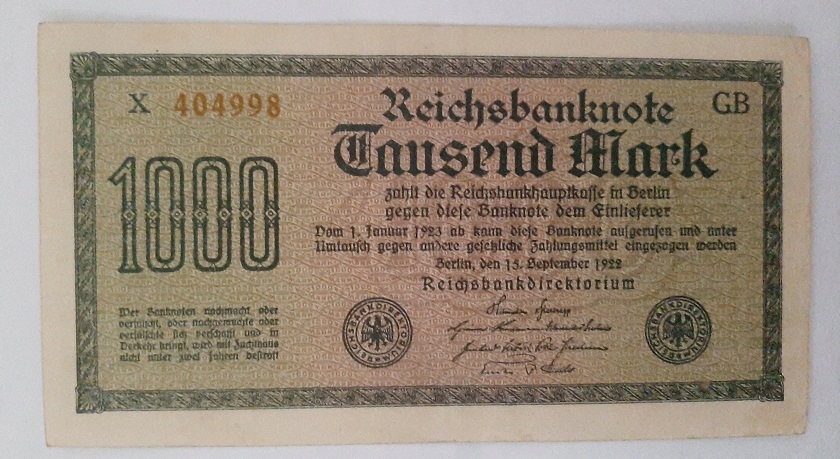 X 404998
GB
Reichsbanknote
Tausend Mark
1000
zahlt die Reichsbankhauptkasse in Berlin
gegen diese Banknote dem Einlieferer
Vom 1. Januar 1923 ab kann diese Banknote aufgerufen und unter
Umtausch gegen andere gesetzliche Zahlungsmittel eingezogen werden
Berlin, den 15. September 1922
Reichsbankdirektorium
Wer Banknoten nachmacht oder
verfälscht, oder nachgemachte oder
verfälschte sich verschafft und in
Verkehr bringt, wird mit Zuchthaus
nicht unter zwei Jahren bestraft
REICHSBANKDIREKTORIUM
REICHSBANKDIREKTORIUM